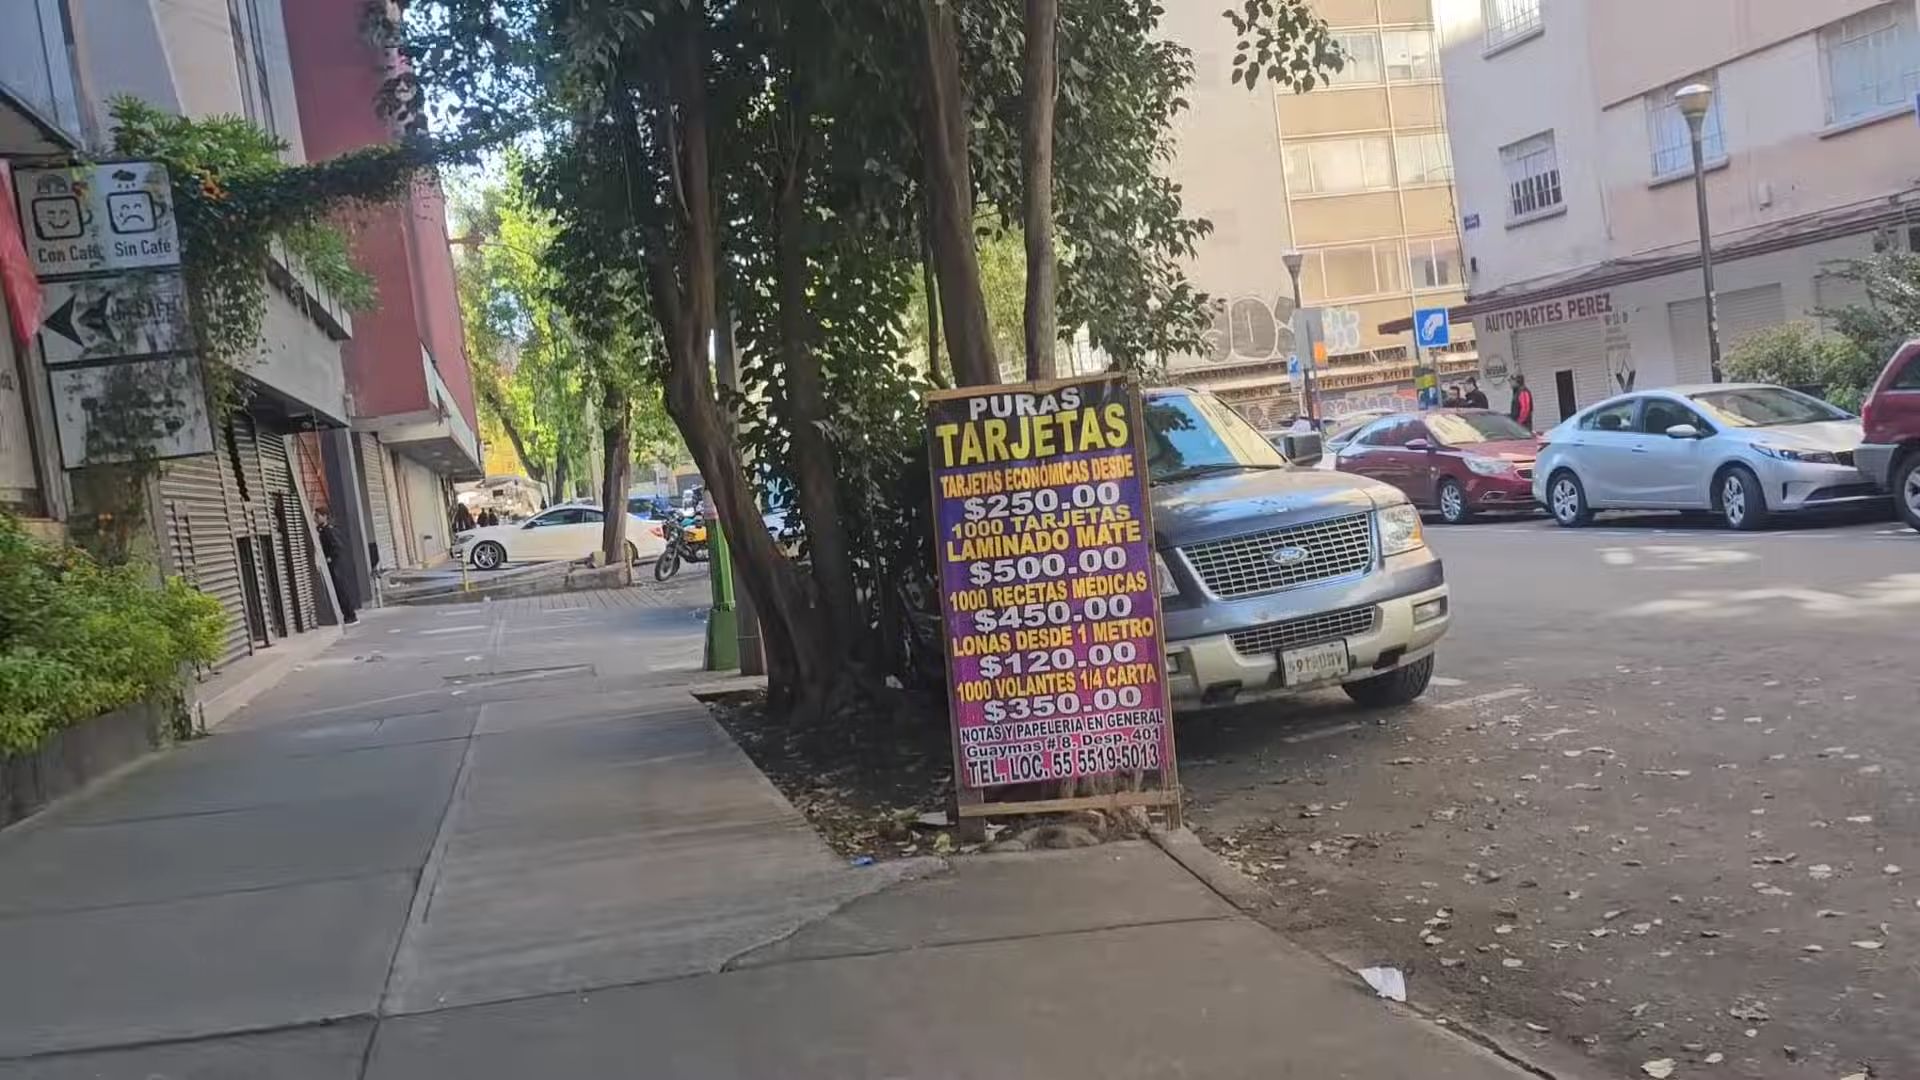 Con Café
Sin Café
PURAS
TARJETAS
TARJETAS ECONÓMICAS DESDE
$250.00
1000 TARJETAS
LAMINADO MATE
$500.00
1000 RECETAS MÉDICAS
$450.00
LONAS DESDE 1 METRO
$120.00
1000 VOLANTES 1/4 CARTA
$350.00
NOTAS Y PAPELERIA EN GENERAL
Guaymas # 8. Desp. 401
TEL. LOC. 55 5519-5013
Ford
AUTOPARTES PEREZ